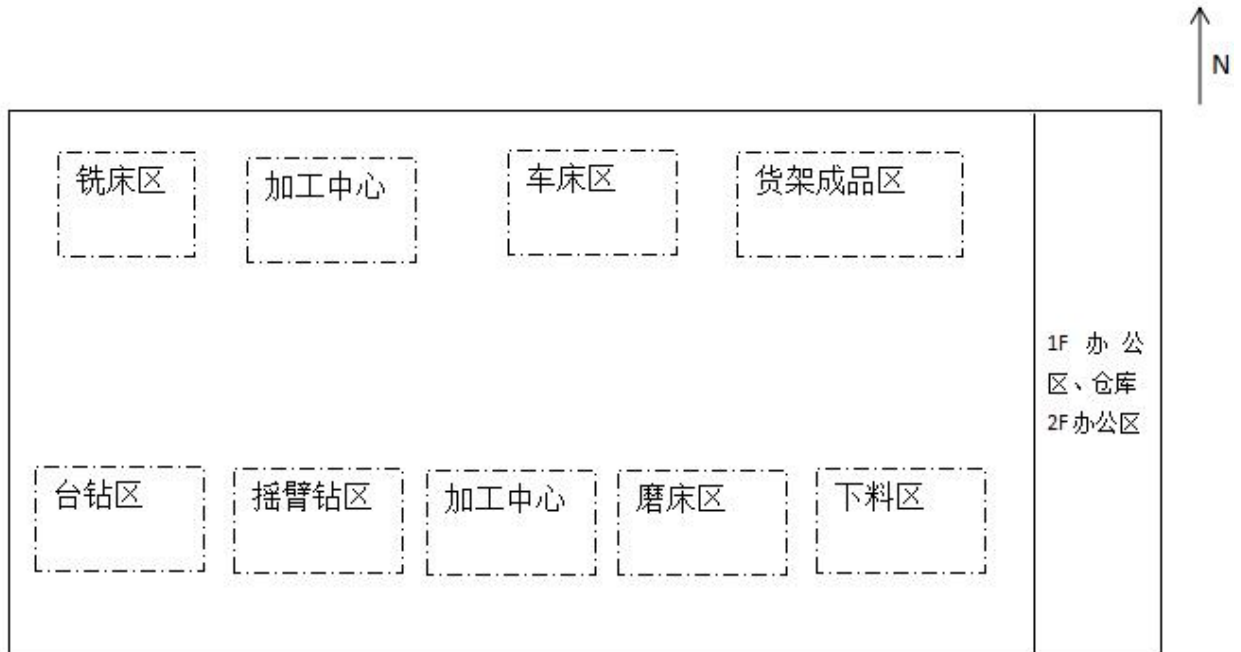 N
铣床区
加工中心
车床区
货架成品区
1F 办 公
区、仓库
2F办公区
台钻区
摇臂钻区
加工中心
磨床区
下料区